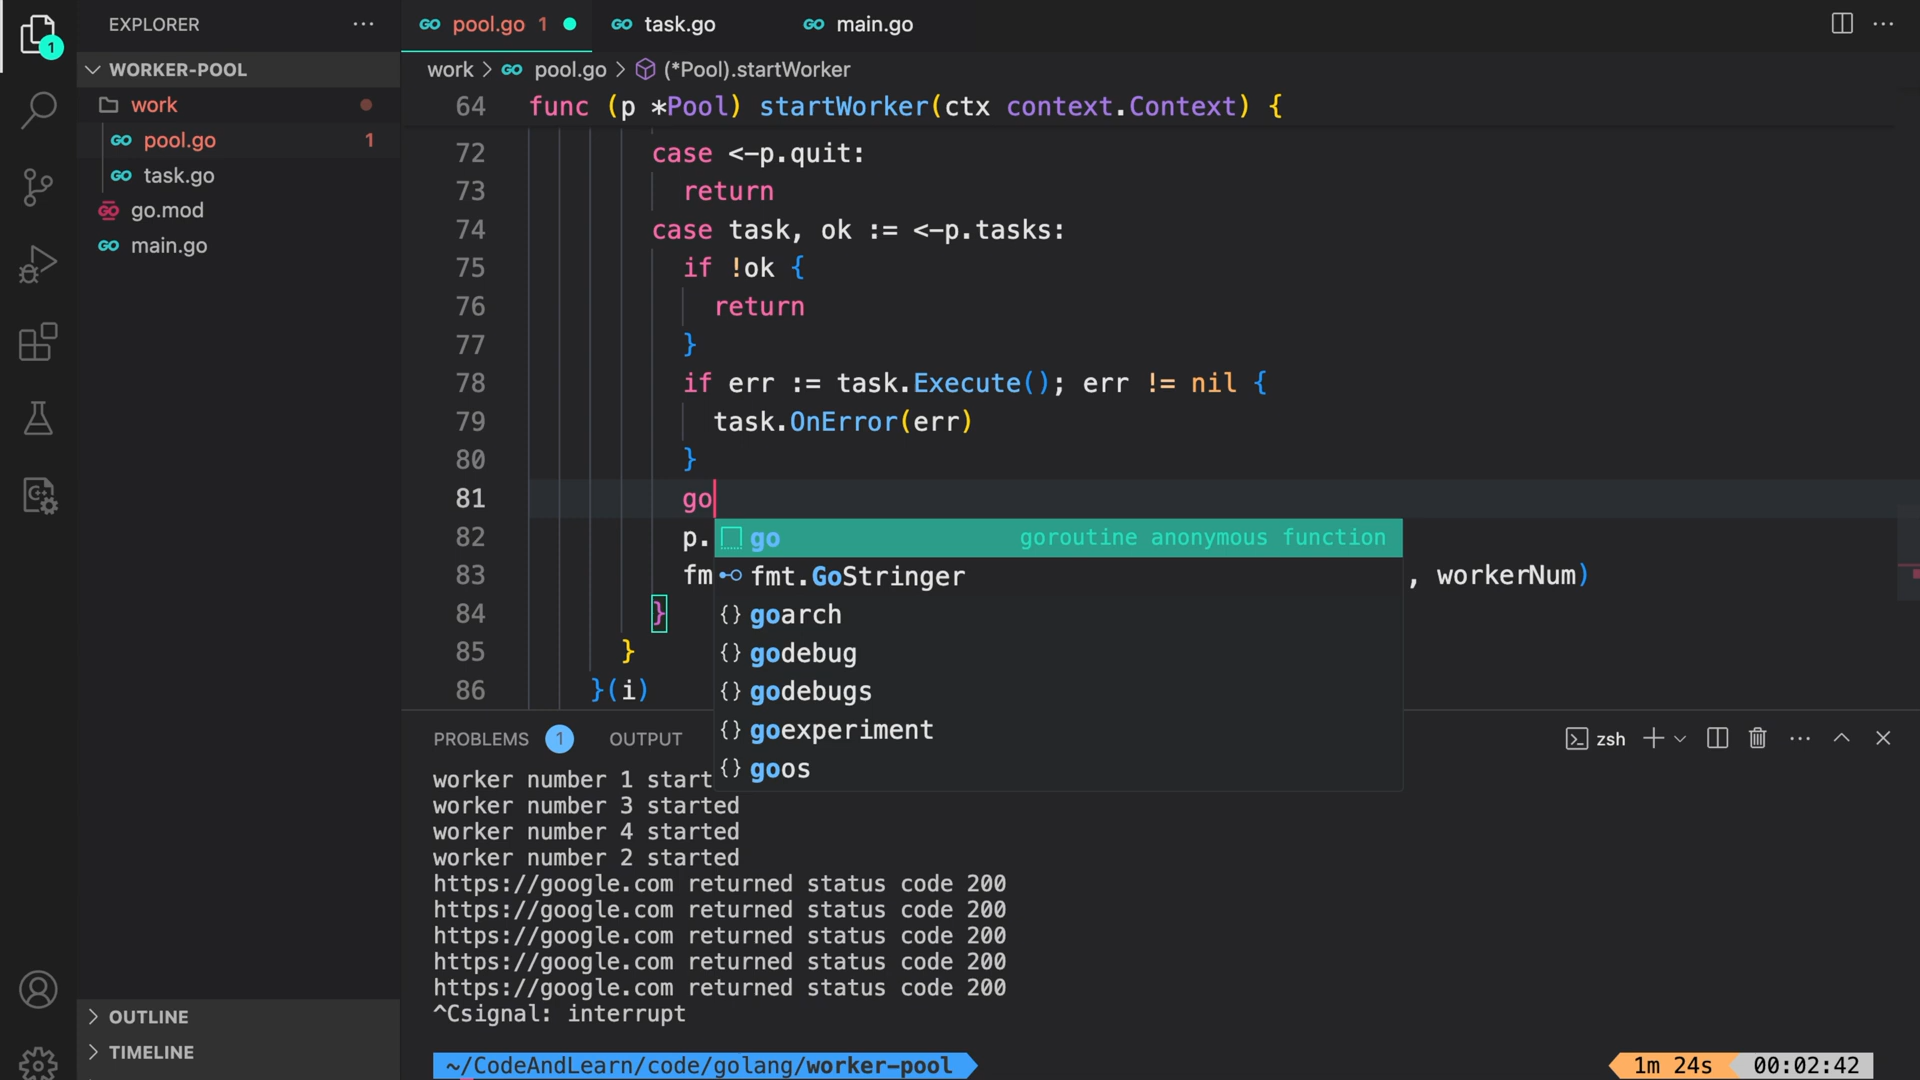 EXPLORER
WORKER-POOL
work
pool.go 1
task.go
go.mod
main.go
OUTLINE
TIMELINE
1
pool.go 1
task.go
main.go
work > pool.go > (*Pool).startWorker
64 func (p *Pool) startWorker(ctx context.Context) {
72 case <-p.quit:
73 return
74 case task, ok := <-p.tasks:
75 if !ok {
76 return
77 }
78 if err := task.Execute(); err != nil {
79 task.OnError(err)
80 }
81 go
82 p.
83 fm , workerNum)
84 }
85 }
86 }(i)
go goroutine anonymous function
fmt.GoStringer
goarch
godebug
godebugs
goexperiment
goos
PROBLEMS 1 OUTPUT
zsh
worker number 1 start
worker number 3 started
worker number 4 started
worker number 2 started
https://google.com returned status code 200
https://google.com returned status code 200
https://google.com returned status code 200
https://google.com returned status code 200
https://google.com returned status code 200
^Csignal: interrupt
~/CodeAndLearn/code/golang/worker-pool
1m 24s 00:02:42